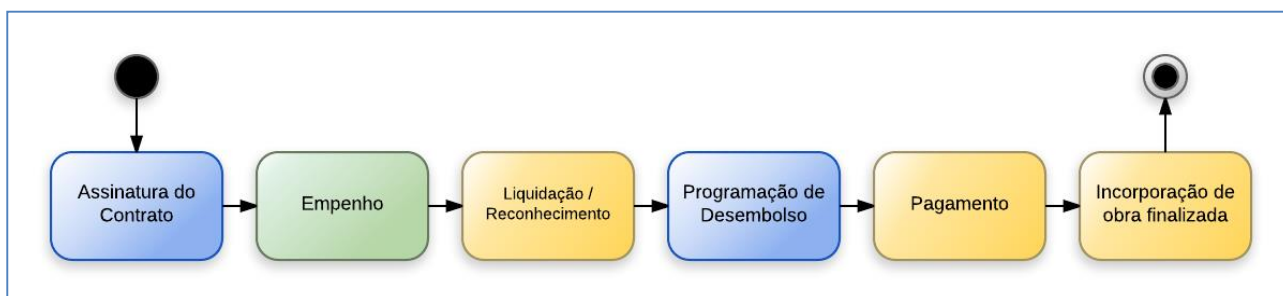 Assinatura do
Contrato
Empenho
Liquidação /
Reconhecimento
Programação de
Desembolso
Pagamento
Incorporação de
obra finalizada